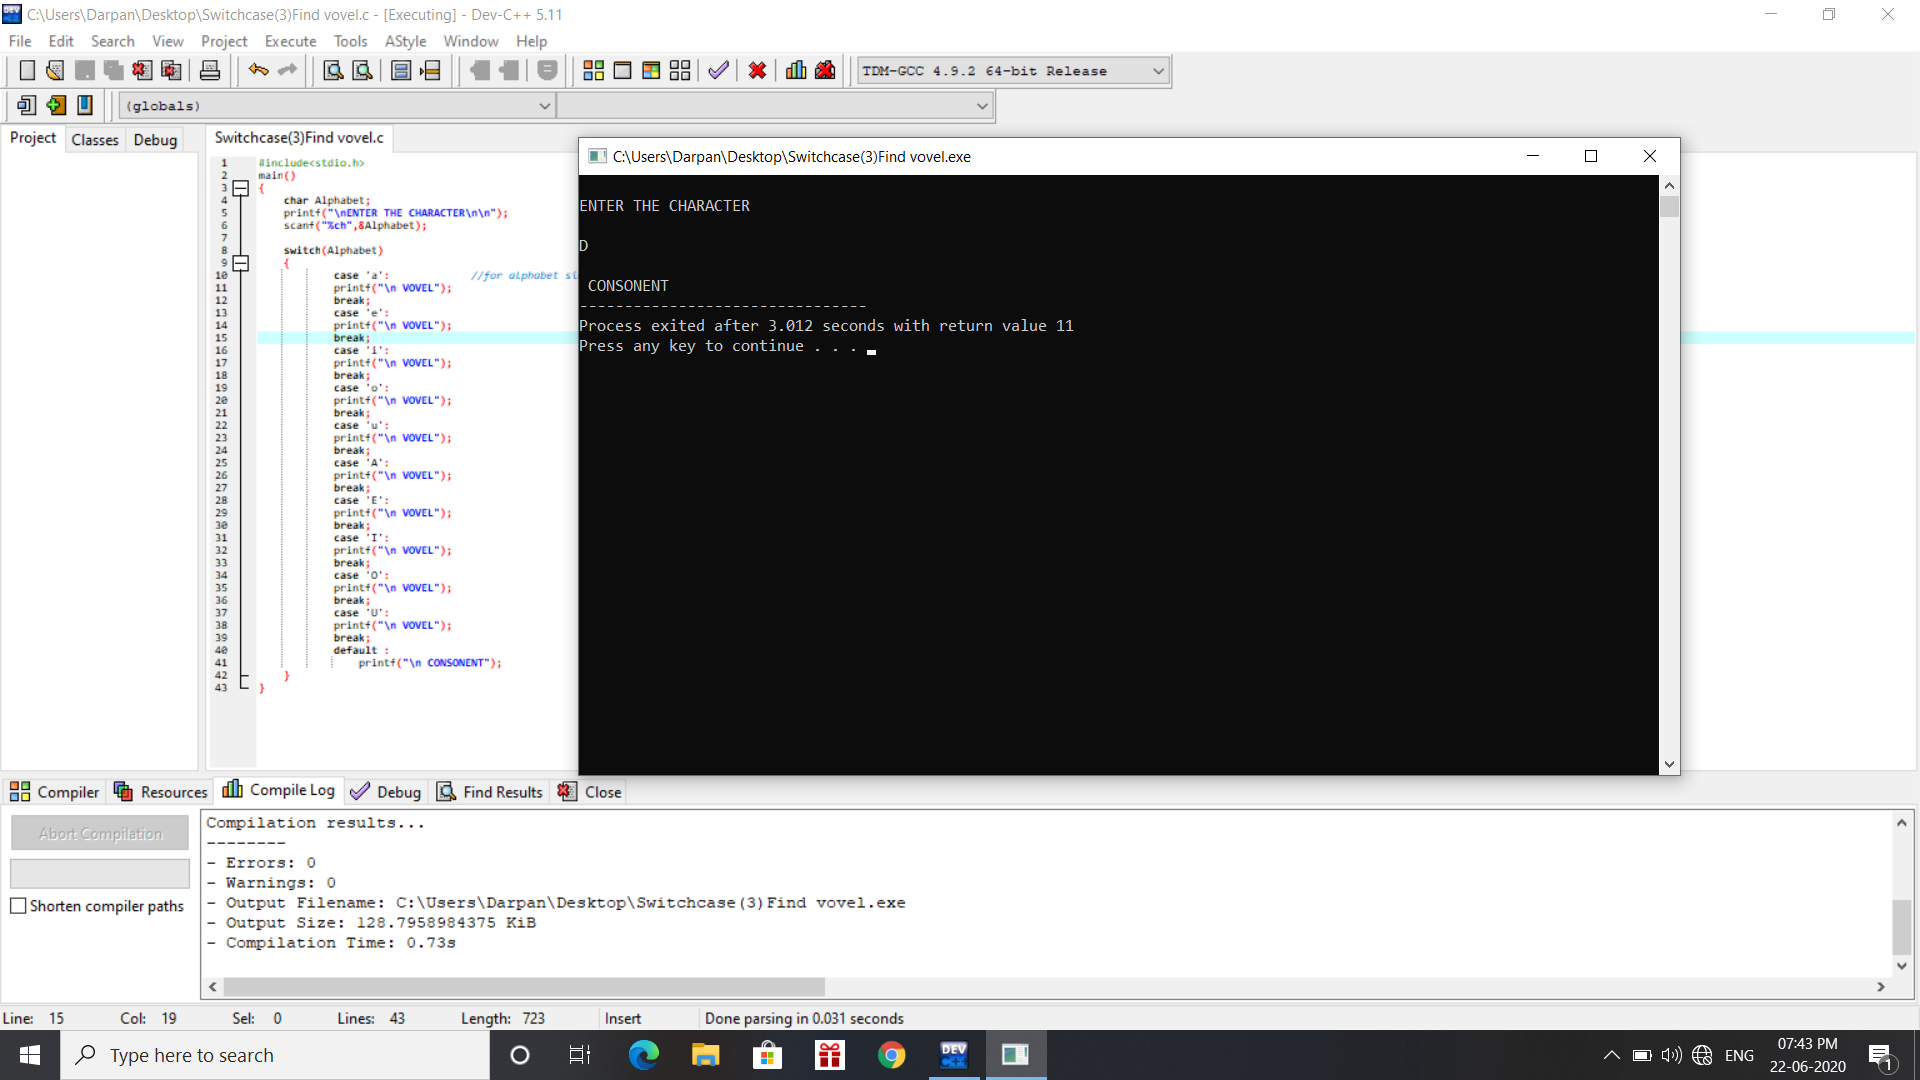 C:\Users\Darpan\Desktop\Switchcase(3)Find vovel.c - [Executing] - Dev-C++ 5.11
File Edit Search View Project Execute Tools AStyle Window Help
TDM-GCC 4.9.2 64-bit Release
(globals)
Project Classes Debug
Switchcase(3)Find vovel.c
1 #include<stdio.h>
2 main()
3 {
4 char Alphabet;
5 printf("\nENTER THE CHARACTER\n\n");
6 scanf("%ch",&Alphabet);
7
8 switch(Alphabet)
9 {
10 case 'a': //for alphabet
11 printf("\n VOVEL");
12 break;
13 case 'e':
14 printf("\n VOVEL");
15 break;
16 case 'i':
17 printf("\n VOVEL");
18 break;
19 case 'o':
20 printf("\n VOVEL");
21 break;
22 case 'u':
23 printf("\n VOVEL");
24 break;
25 case 'A':
26 printf("\n VOVEL");
27 break;
28 case 'E':
29 printf("\n VOVEL");
30 break;
31 case 'I':
32 printf("\n VOVEL");
33 break;
34 case 'O':
35 printf("\n VOVEL");
36 break;
37 case 'U':
38 printf("\n VOVEL");
39 break;
40 default :
41 printf("\n CONSONENT");
42 }
43 }
C:\Users\Darpan\Desktop\Switchcase(3)Find vovel.exe
ENTER THE CHARACTER
D
CONSONENT
--------------------------------
Process exited after 3.012 seconds with return value 11
Press any key to continue . . .
Compiler Resources Compile Log Debug Find Results Close
Abort Compilation
Shorten compiler paths
Compilation results...
--------
- Errors: 0
- Warnings: 0
- Output Filename: C:\Users\Darpan\Desktop\Switchcase(3)Find vovel.exe
- Output Size: 128.7958984375 KiB
- Compilation Time: 0.73s
Line: 15 Col: 19 Sel: 0 Lines: 43 Length: 723 Insert Done parsing in 0.031 seconds
Type here to search
DEV C++
ENG
07:43 PM
22-06-2020
1